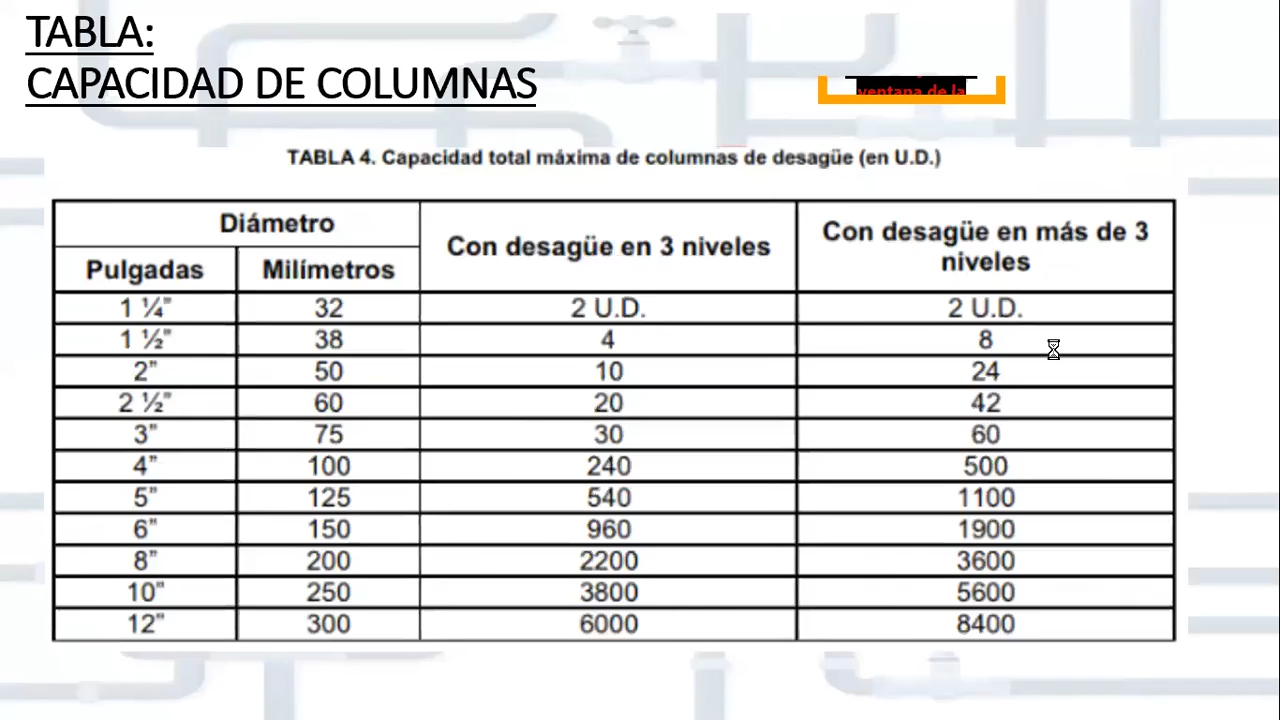 TABLA:
CAPACIDAD DE COLUMNAS
ventana de la
TABLA 4. Capacidad total máxima de columnas de desagüe (en U.D.)
Diámetro
Con desagüe en 3 niveles
Con desagüe en más de 3
niveles
Pulgadas Milímetros
1 ¼” 32 2 U.D. 2 U.D.
1 ½” 38 4 8
2” 50 10 24
2 ½” 60 20 42
3” 75 30 60
4” 100 240 500
5” 125 540 1100
6” 150 960 1900
8” 200 2200 3600
10” 250 3800 5600
12” 300 6000 8400